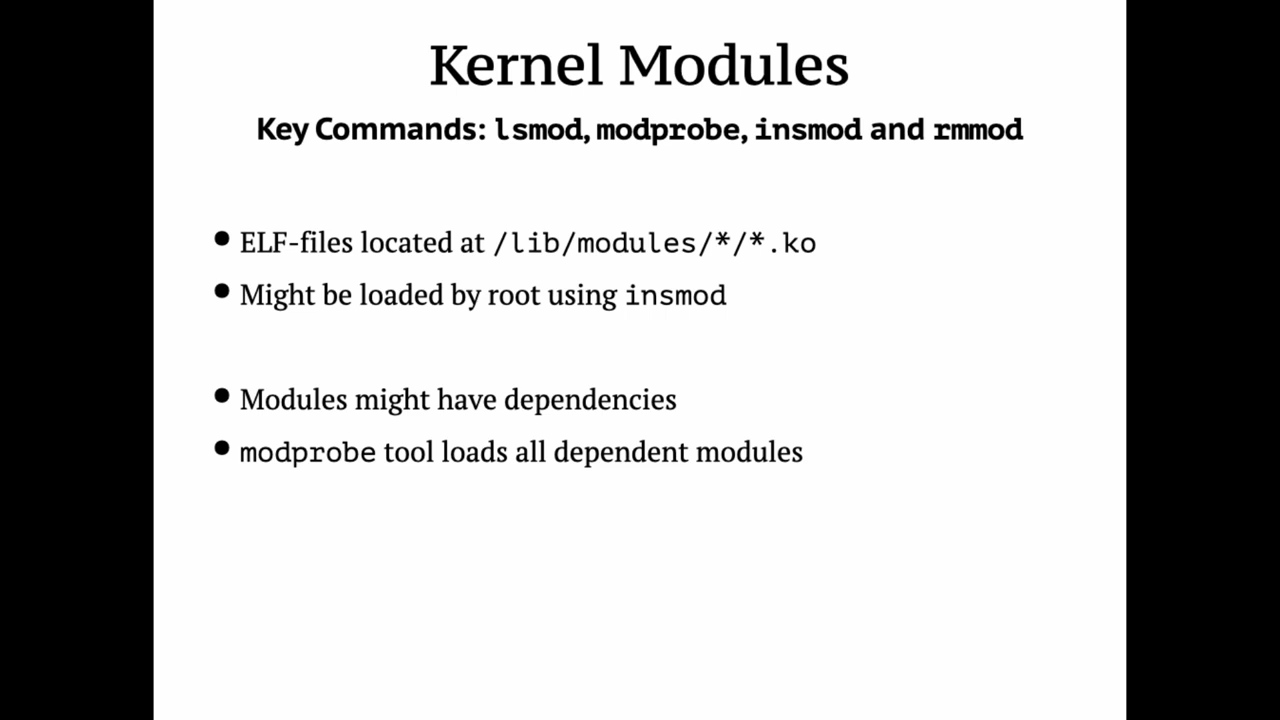 Kernel Modules
Key Commands: lsmod, modprobe, insmod and rmmod
• ELF-files located at /lib/modules/*/*.ko
• Might be loaded by root using insmod
• Modules might have dependencies
• modprobe tool loads all dependent modules